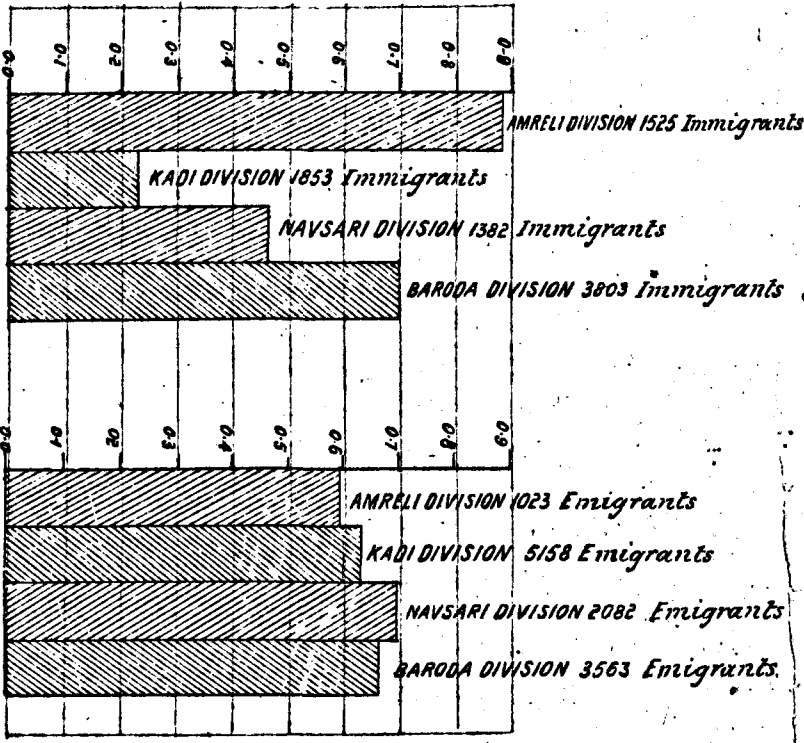 0·0 0·1 0·2 0·3 0·4 0·5 0·6 0·7 0·8 0·9
AMRELI DIVISION 1525 Immigrants
KADI DIVISION 1853 Immigrants
NAVSARI DIVISION 1382 Immigrants
BARODA DIVISION 3803 Immigrants
0·0 0·1 0·2 0·3 0·4 0·5 0·6 0·7 0·8 0·9
AMRELI DIVISION 1023 Emigrants
KADI DIVISION 5158 Emigrants
NAVSARI DIVISION 2082 Emigrants
BARODA DIVISION 3563 Emigrants.